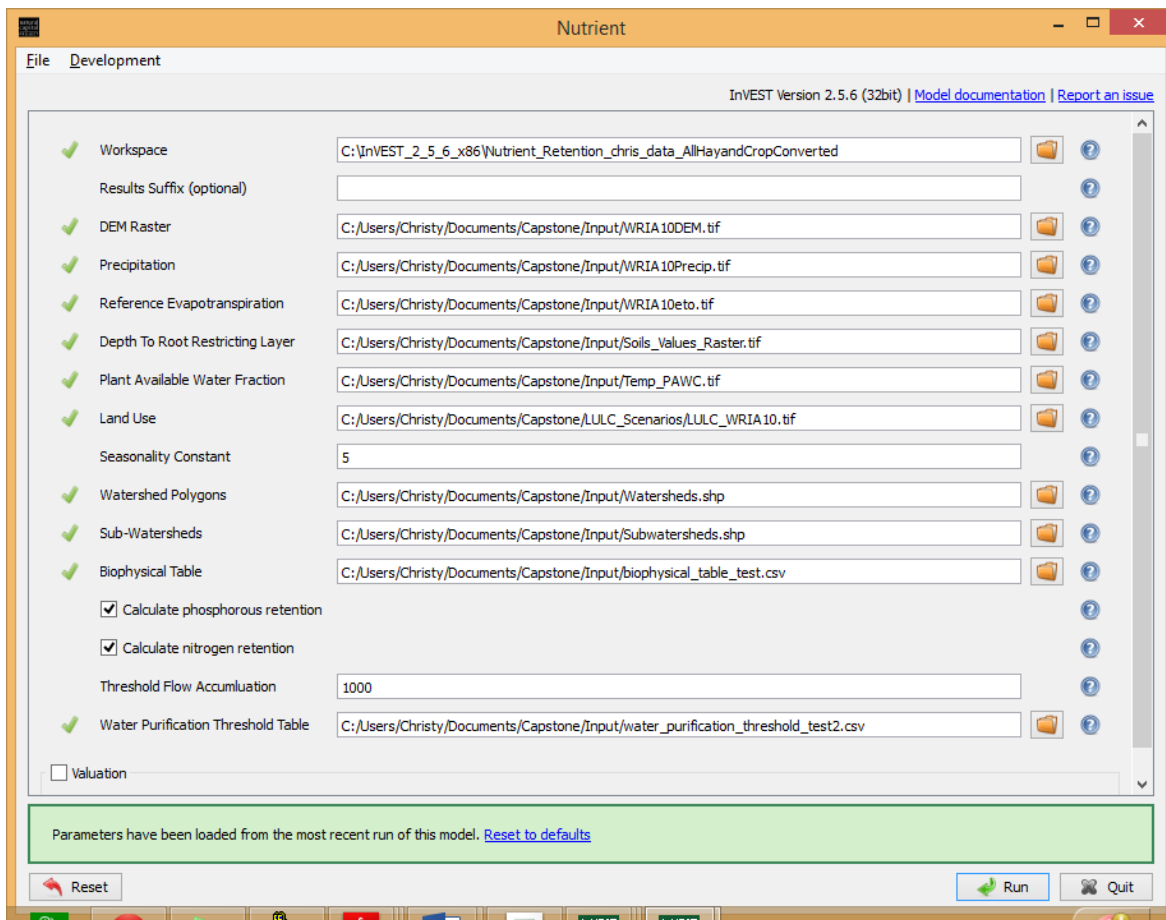 Nutrient
File Development
InVEST Version 2.5.6 (32bit) | Model documentation | Report an issue
Workspace C:\InVEST_2_5_6_x86\Nutrient_Retention_chris_data_AllHayandCropConverted
Results Suffix (optional)
DEM Raster C:/Users/Christy/Documents/Capstone/Input/WRIA10DEM.tif
Precipitation C:/Users/Christy/Documents/Capstone/Input/WRIA10Precip.tif
Reference Evapotranspiration C:/Users/Christy/Documents/Capstone/Input/WRIA10eto.tif
Depth To Root Restricting Layer C:/Users/Christy/Documents/Capstone/Input/Soils_Values_Raster.tif
Plant Available Water Fraction C:/Users/Christy/Documents/Capstone/Input/Temp_PAWC.tif
Land Use C:/Users/Christy/Documents/Capstone/LULC_Scenarios/LULC_WRIA10.tif
Seasonality Constant 5
Watershed Polygons C:/Users/Christy/Documents/Capstone/Input/Watersheds.shp
Sub-Watersheds C:/Users/Christy/Documents/Capstone/Input/Subwatersheds.shp
Biophysical Table C:/Users/Christy/Documents/Capstone/Input/biophysical_table_test.csv
Calculate phosphorous retention
Calculate nitrogen retention
Threshold Flow Accumluation 1000
Water Purification Threshold Table C:/Users/Christy/Documents/Capstone/Input/water_purification_threshold_test2.csv
Valuation
Parameters have been loaded from the most recent run of this model. Reset to defaults
Reset Run Quit